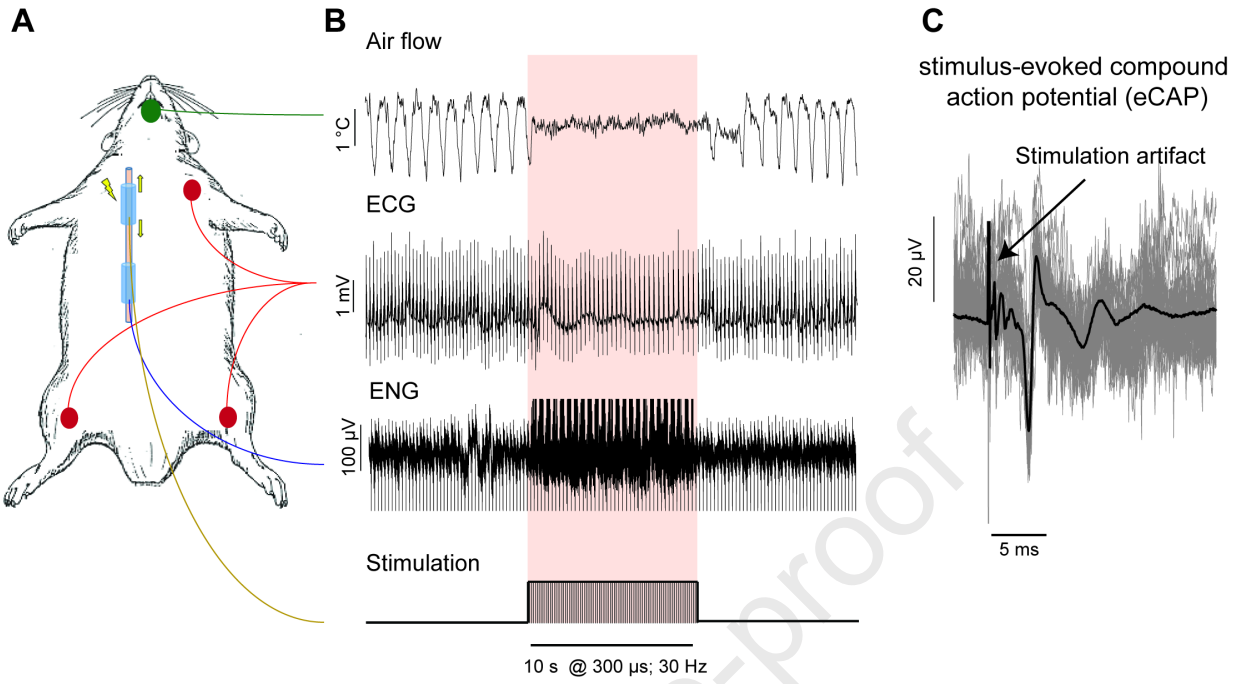 A
B
C
Air flow
1 °C
ECG
1 mV
ENG
100 µV
Stimulation
10 s @ 300 µs; 30 Hz
stimulus-evoked compound
action potential (eCAP)
Stimulation artifact
20 µV
5 ms
-proof